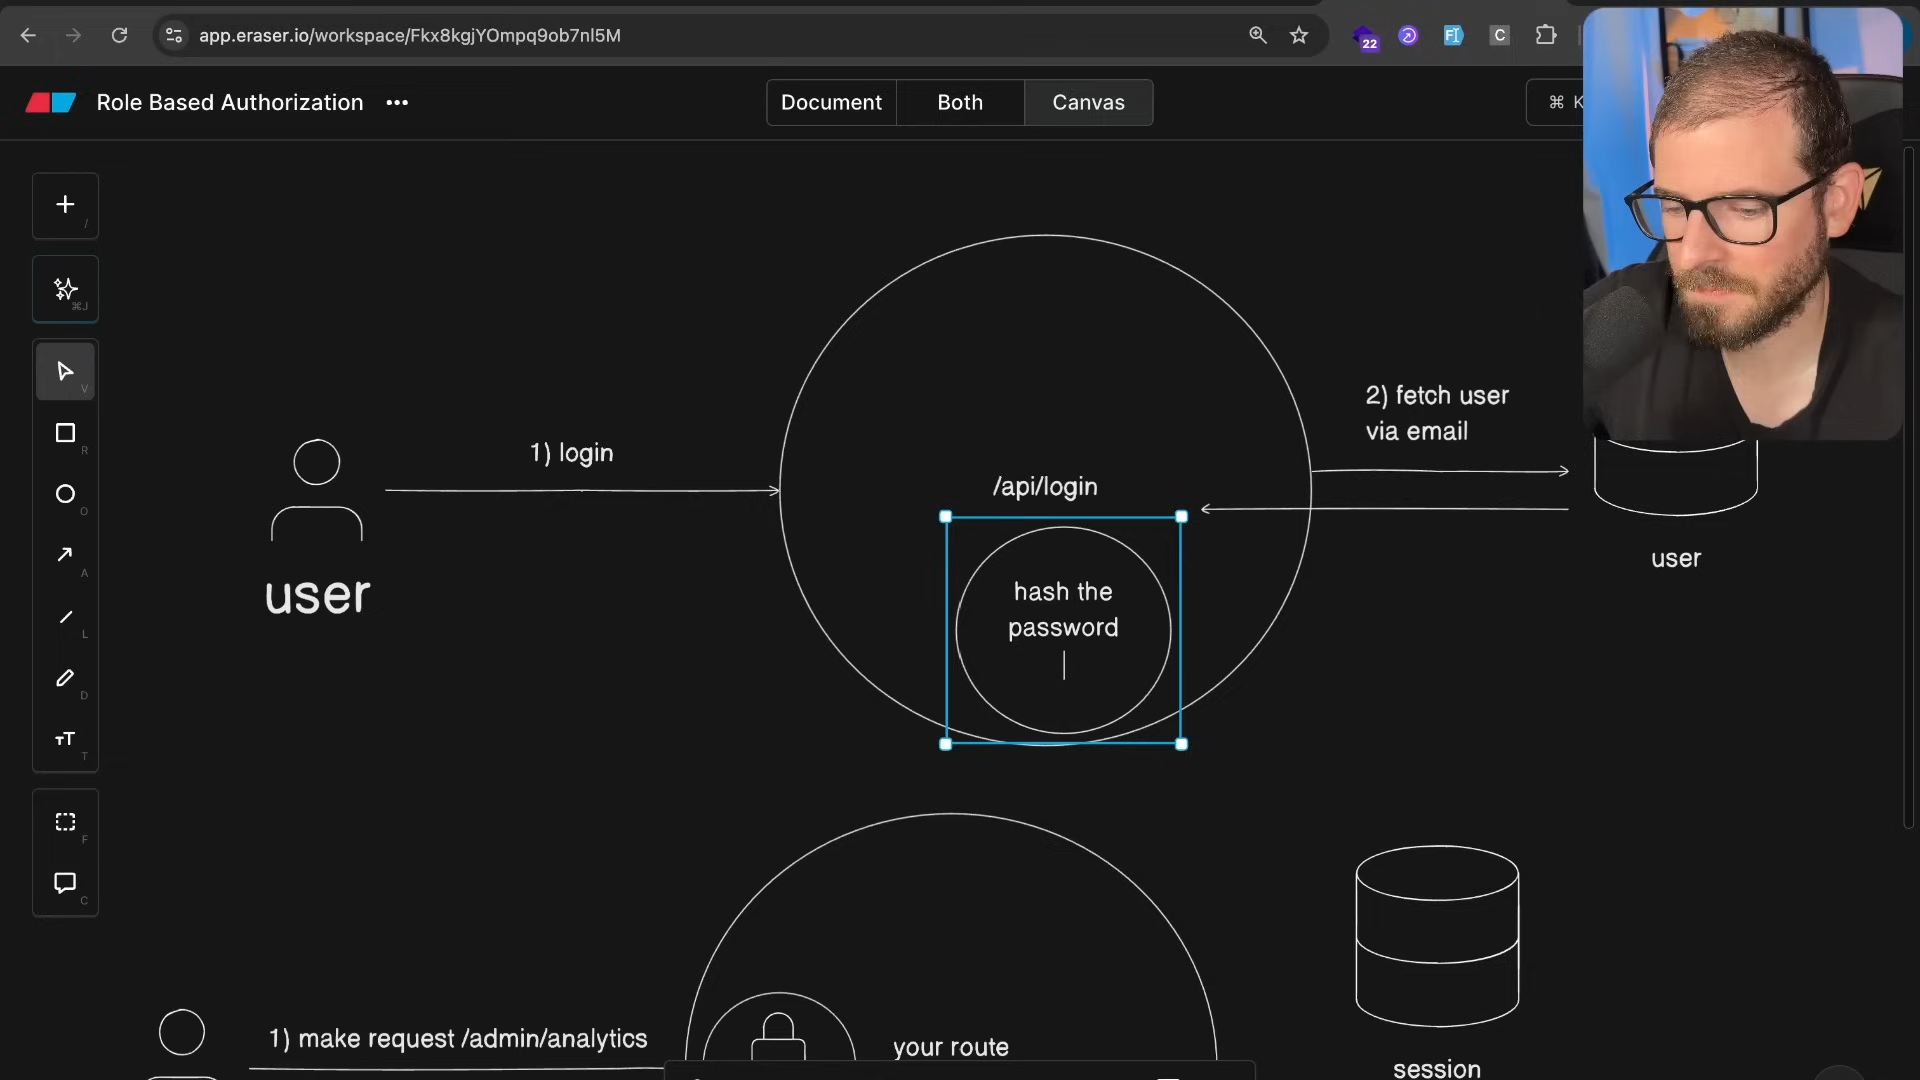 app.eraser.io/workspace/Fkx8kgjYOmpq9ob7nl5M
22
C
Role Based Authorization
Document
Both
Canvas
⌘ K
/
⌘J
V
R
O
A
L
D
T
F
C
1) login
user
/api/login
hash the
password
2) fetch user
via email
user
1) make request /admin/analytics
your route
session